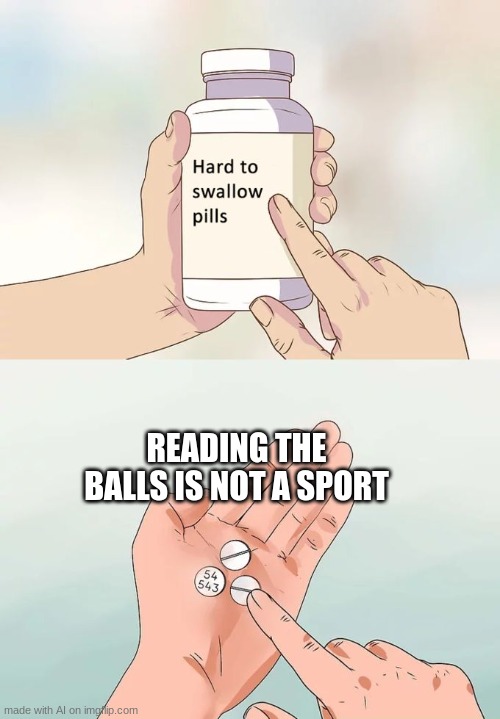 Hard to
swallow
pills
READING THE
BALLS IS NOT A SPORT
54
543
made with AI on imgflip.com